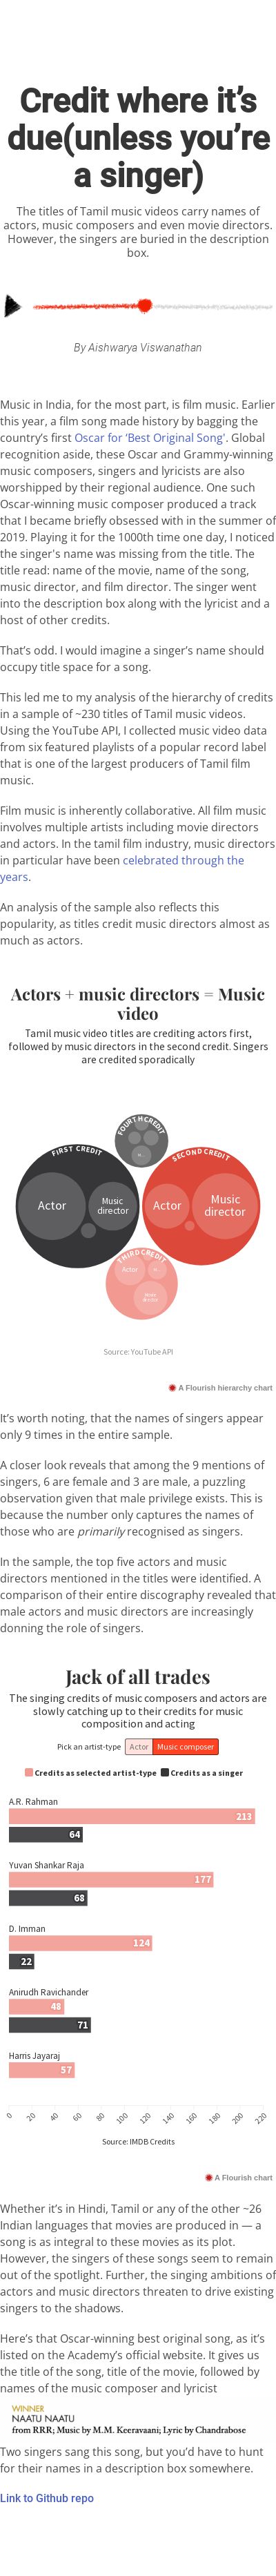 Credit where it’s
due(unless you’re
a singer)
The titles of Tamil music videos carry names of
actors, music composers and even movie directors.
However, the singers are buried in the description
box.
By Aishwarya Viswanathan
Music in India, for the most part, is film music. Earlier
this year, a film song made history by bagging the
country’s first Oscar for ‘Best Original Song’. Global
recognition aside, these Oscar and Grammy-winning
music composers, singers and lyricists are also
worshipped by their regional audience. One such
Oscar-winning music composer produced a track
that I became briefly obsessed with in the summer of
2019. Playing it for the 1000th time one day, I noticed
the singer's name was missing from the title. The
title read: name of the movie, name of the song,
music director, and film director. The singer went
into the description box along with the lyricist and a
host of other credits.
That’s odd. I would imagine a singer’s name should
occupy title space for a song.
This led me to my analysis of the hierarchy of credits
in a sample of ~230 titles of Tamil music videos.
Using the YouTube API, I collected music video data
from six featured playlists of a popular record label
that is one of the largest producers of Tamil film
music.
Film music is inherently collaborative. All film music
involves multiple artists including movie directors
and actors. In the tamil film industry, music directors
in particular have been celebrated through the
years.
An analysis of the sample also reflects this
popularity, as titles credit music directors almost as
much as actors.
Actors + music directors = Music
video
Tamil music video titles are crediting actors first,
followed by music directors in the second credit. Singers
are credited sporadically
FOURTH CREDIT
FIRST CREDIT
SECOND CREDIT
Actor
Music
director
Actor
Music
director
THIRD CREDIT
Actor
Music
director
Source: YouTube API
A Flourish hierarchy chart
It’s worth noting, that the names of singers appear
only 9 times in the entire sample.
A closer look reveals that among the 9 mentions of
singers, 6 are female and 3 are male, a puzzling
observation given that male privilege exists. This is
because the number only captures the names of
those who are primarily recognised as singers.
In the sample, the top five actors and music
directors mentioned in the titles were identified. A
comparison of their entire discography revealed that
male actors and music directors are increasingly
donning the role of singers.
Jack of all trades
The singing credits of music composers and actors are
slowly catching up to their credits for music
composition and acting
Pick an artist-type Actor Music composer
Credits as selected artist-type Credits as a singer
A.R. Rahman
213
64
Yuvan Shankar Raja
177
68
D. Imman
124
22
Anirudh Ravichander
48
71
Harris Jayaraj
57
0 20 40 60 80 100 120 140 160 180 200 220
Source: IMDB Credits
A Flourish chart
Whether it’s in Hindi, Tamil or any of the other ~26
Indian languages that movies are produced in — a
song is as integral to these movies as its plot.
However, the singers of these songs seem to remain
out of the spotlight. Further, the singing ambitions of
actors and music directors threaten to drive existing
singers to the shadows.
Here’s that Oscar-winning best original song, as it’s
listed on the Academy’s official website. It gives us
the title of the song, title of the movie, followed by
names of the music composer and lyricist
WINNER
NAATU NAATU
from RRR; Music by M.M. Keeravaani; Lyric by Chandrabose
Two singers sang this song, but you’d have to hunt
for their names in a description box somewhere.
Link to Github repo